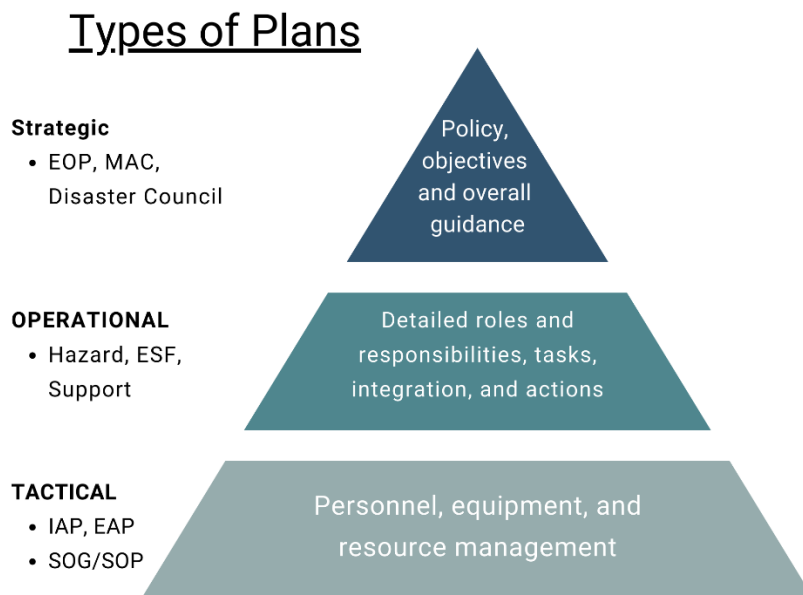 Types of Plans
Strategic
• EOP, MAC,
Disaster Council
Policy,
objectives
and overall
guidance
OPERATIONAL
• Hazard, ESF,
Support
Detailed roles and
responsibilities, tasks,
integration, and actions
TACTICAL
• IAP, EAP
• SOG/SOP
Personnel, equipment, and
resource management